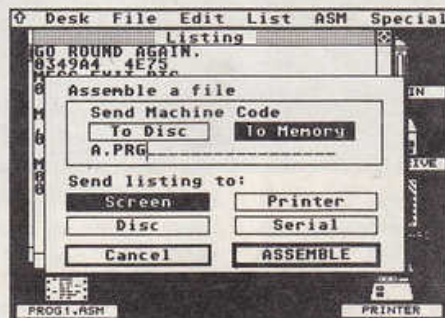 Desk File Edit List ASM Special
Listing
GO ROUND AGAIN.
0349A4 4E75
Assemble a file
Send Machine Code
To Disc To Memory
A.PRG
Send listing to:
Screen Printer
Disc Serial
Cancel ASSEMBLE
PROG1.ASM PRINTER